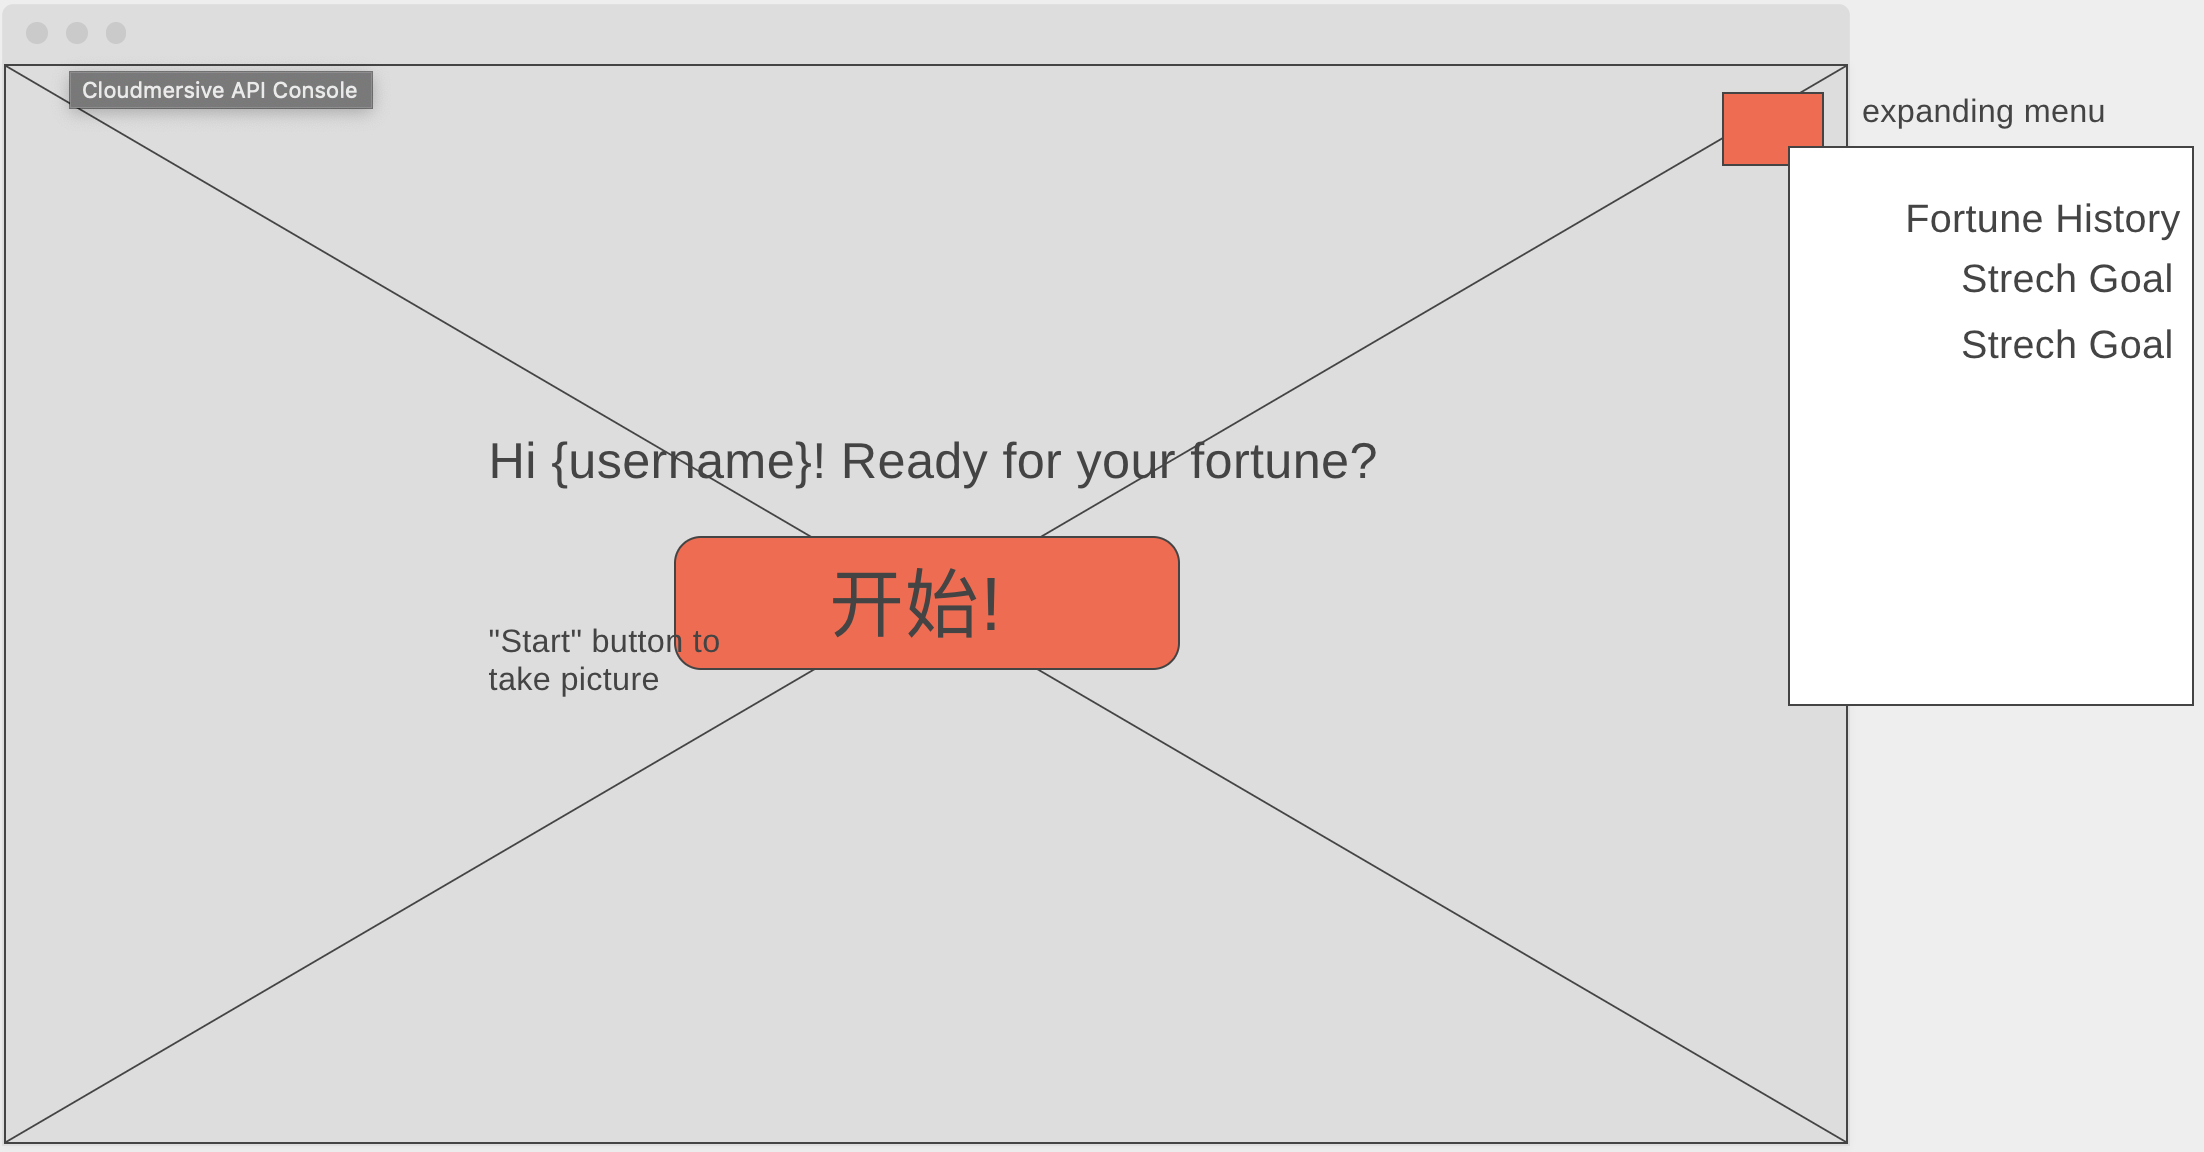 Cloudmersive API Console
expanding menu
Fortune History
Strech Goal
Strech Goal
Hi {username}! Ready for your fortune?
开始!
"Start" button to
take picture